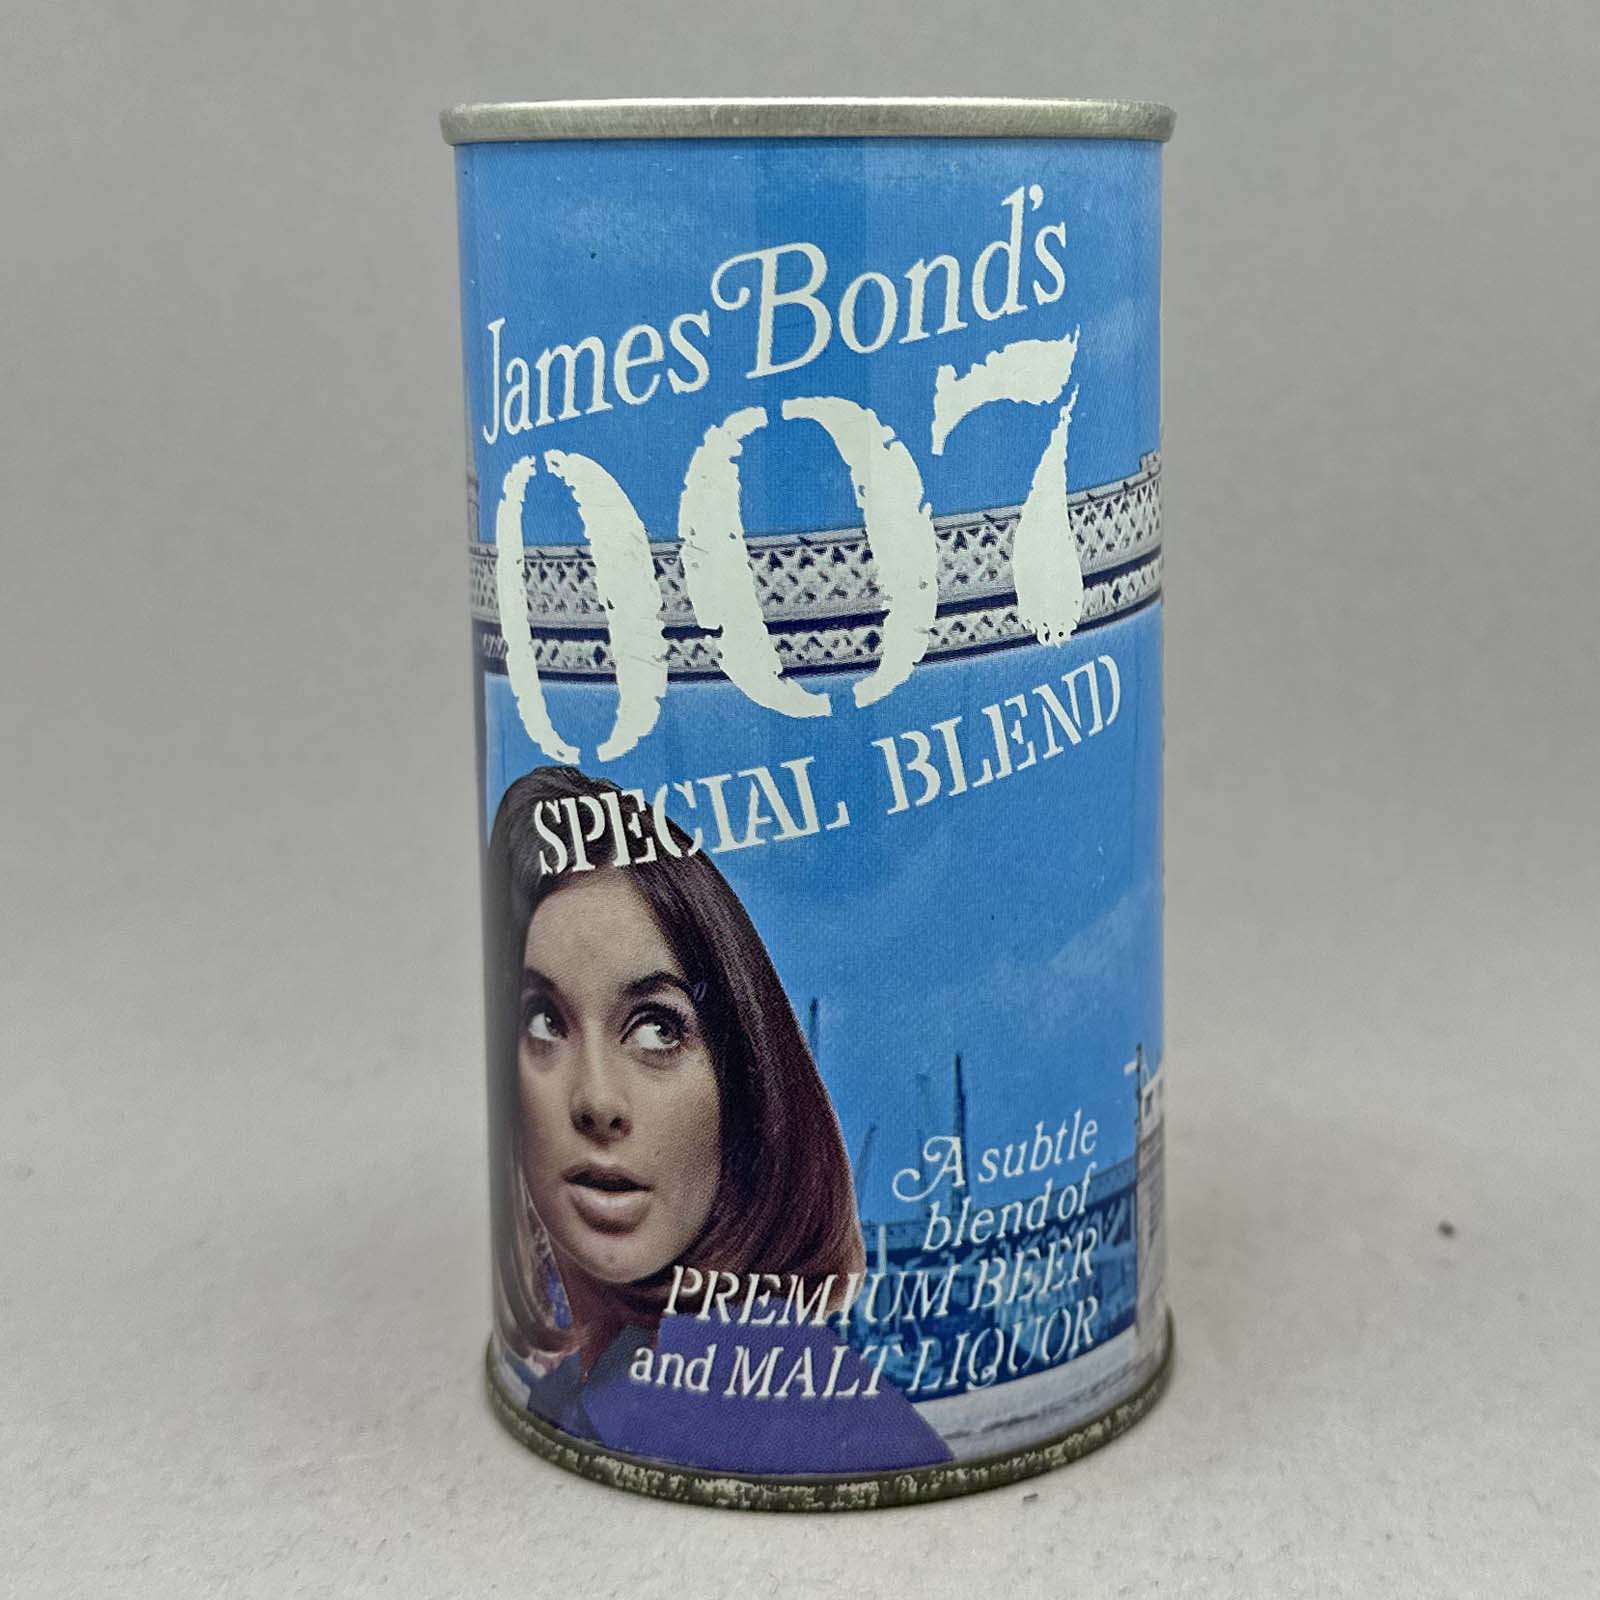 James Bond's
007
SPECIAL BLEND
A subtle
blend of
PREMIUM BEER
and MALT LIQUOR